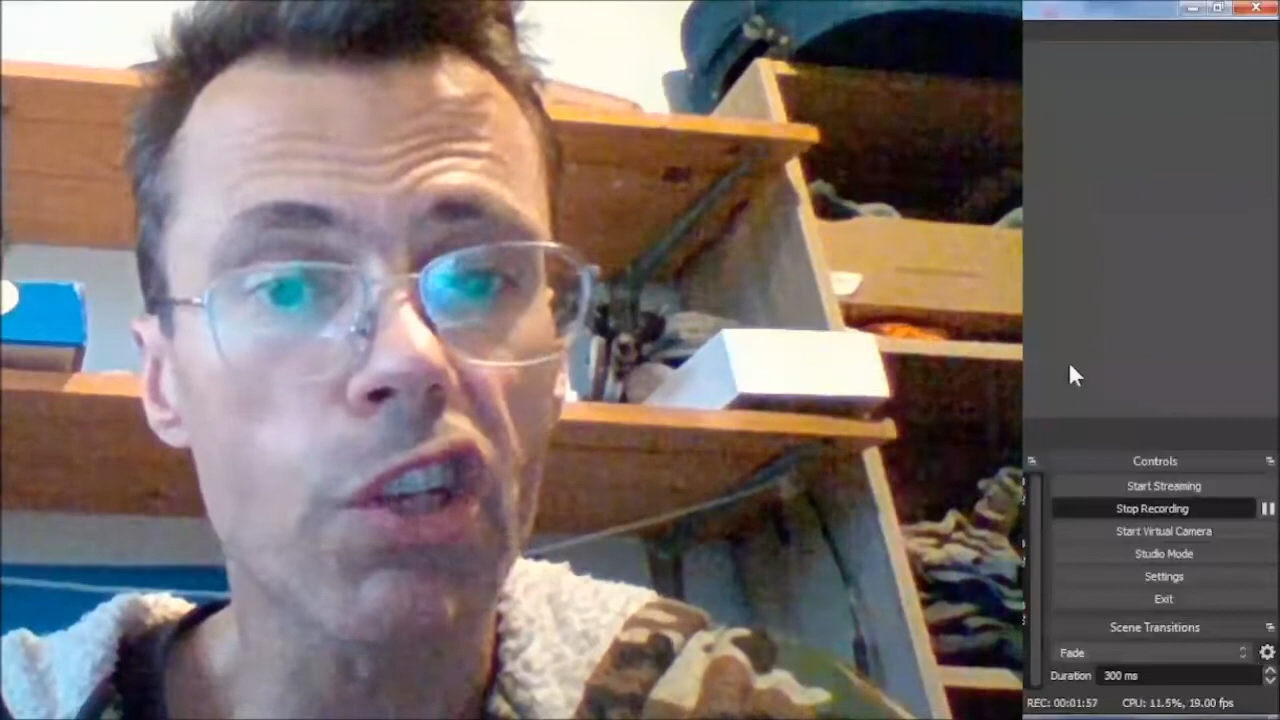 Controls
Start Streaming
Stop Recording
Start Virtual Camera
Studio Mode
Settings
Exit
Scene Transitions
Fade
Duration 300 ms
REC: 00:01:57 CPU: 11.5%, 19.00 fps